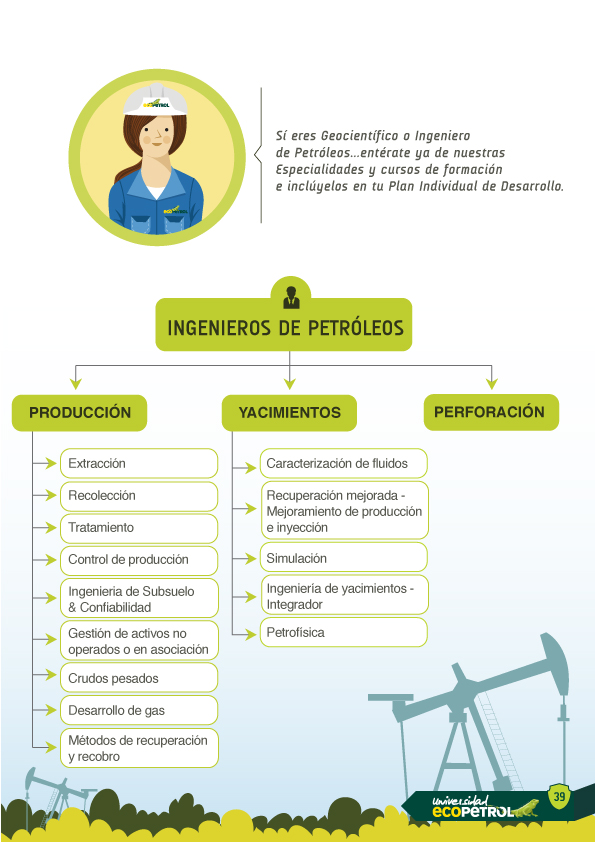 ECOPETROL
ECOPETROL
Sí eres Geocientífico o Ingeniero
de Petróleos...entérate ya de nuestras
Especialidades y cursos de formación
e inclúyelos en tu Plan Individual de Desarrollo.
INGENIEROS DE PETRÓLEOS
PRODUCCIÓN
YACIMIENTOS
PERFORACIÓN
Extracción
Recolección
Tratamiento
Control de producción
Ingenieria de Subsuelo
& Confiabilidad
Gestión de activos no
operados o en asociación
Crudos pesados
Desarrollo de gas
Métodos de recuperación
y recobro
Caracterización de fluidos
Recuperación mejorada -
Mejoramiento de producción
e inyección
Simulación
Ingeniería de yacimientos -
Integrador
Petrofísica
universidad
ECOPETROL
39